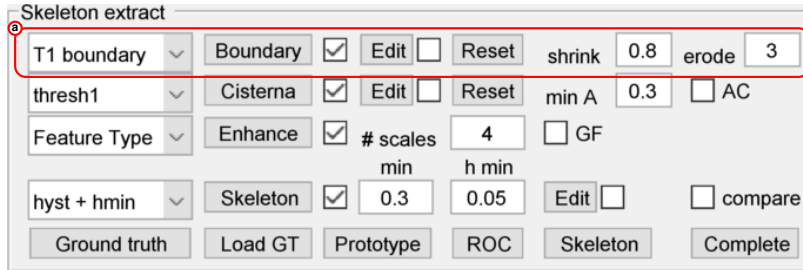 Skeleton extract
a
T1 boundary Boundary Edit Reset shrink 0.8 erode 3
thresh1 Cisterna Edit Reset min A 0.3 AC
Feature Type Enhance # scales 4 GF
min h min
hyst + hmin Skeleton 0.3 0.05 Edit compare
Ground truth Load GT Prototype ROC Skeleton Complete